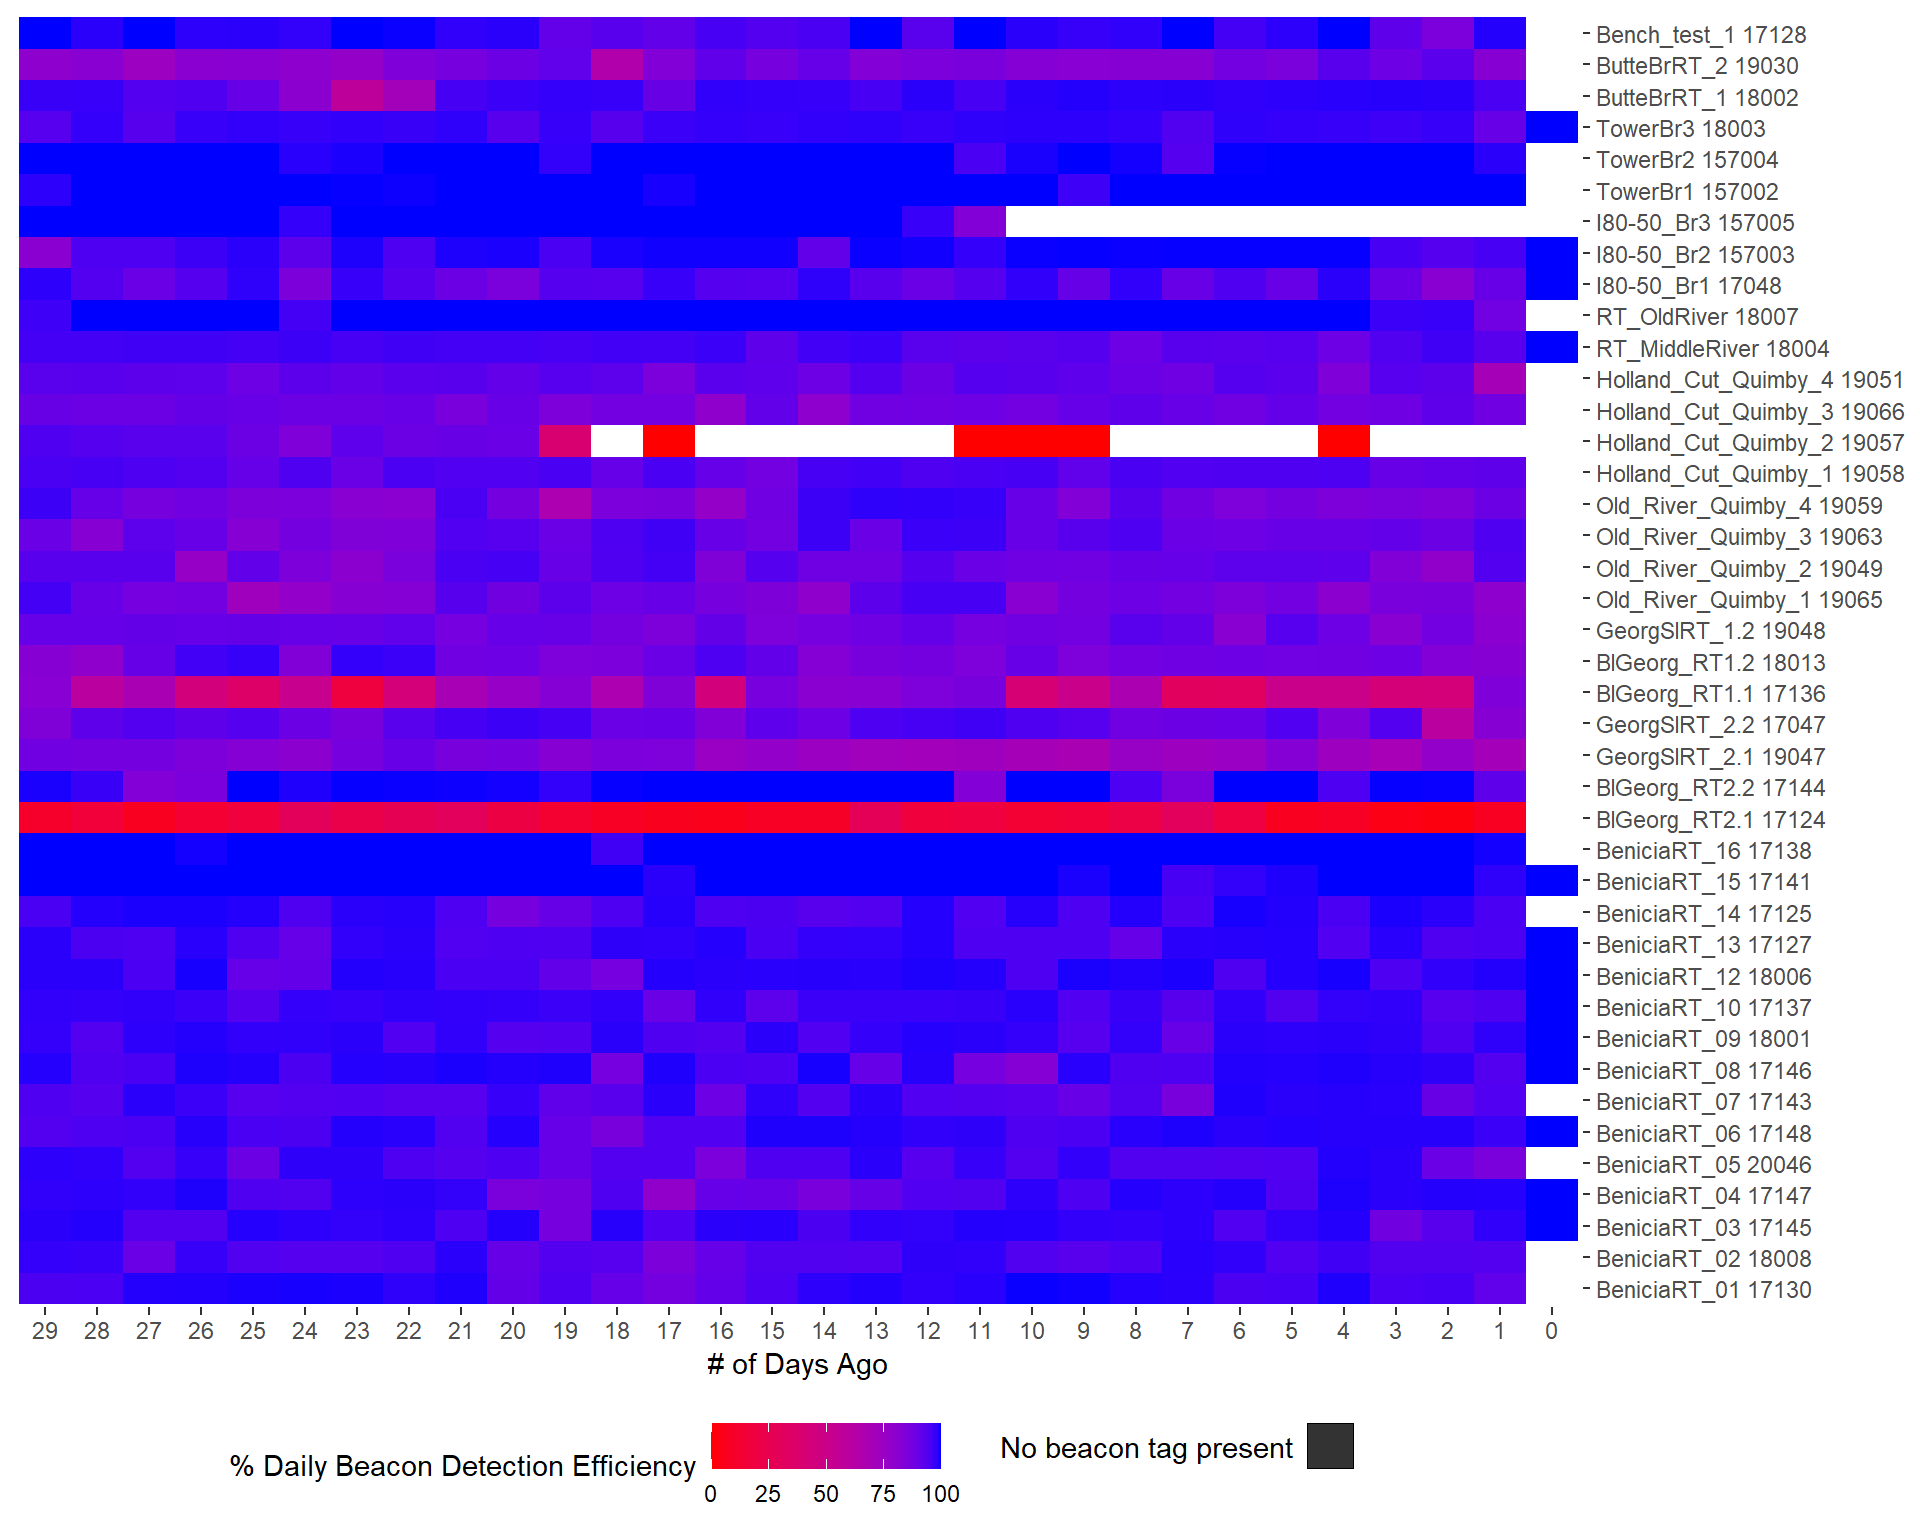 Bench_test_1 17128
ButteBrRT_2 19030
ButteBrRT_1 18002
TowerBr3 18003
TowerBr2 157004
TowerBr1 157002
I80-50_Br3 157005
I80-50_Br2 157003
I80-50_Br1 17048
RT_OldRiver 18007
RT_MiddleRiver 18004
Holland_Cut_Quimby_4 19051
Holland_Cut_Quimby_3 19066
Holland_Cut_Quimby_2 19057
Holland_Cut_Quimby_1 19058
Old_River_Quimby_4 19059
Old_River_Quimby_3 19063
Old_River_Quimby_2 19049
Old_River_Quimby_1 19065
GeorgSlRT_1.2 19048
BlGeorg_RT1.2 18013
BlGeorg_RT1.1 17136
GeorgSlRT_2.2 17047
GeorgSlRT_2.1 19047
BlGeorg_RT2.2 17144
BlGeorg_RT2.1 17124
BeniciaRT_16 17138
BeniciaRT_15 17141
BeniciaRT_14 17125
BeniciaRT_13 17127
BeniciaRT_12 18006
BeniciaRT_10 17137
BeniciaRT_09 18001
BeniciaRT_08 17146
BeniciaRT_07 17143
BeniciaRT_06 17148
BeniciaRT_05 20046
BeniciaRT_04 17147
BeniciaRT_03 17145
BeniciaRT_02 18008
BeniciaRT_01 17130
29 28 27 26 25 24 23 22 21 20 19 18 17 16 15 14 13 12 11 10 9 8 7 6 5 4 3 2 1 0
# of Days Ago
% Daily Beacon Detection Efficiency
0 25 50 75 100
No beacon tag present